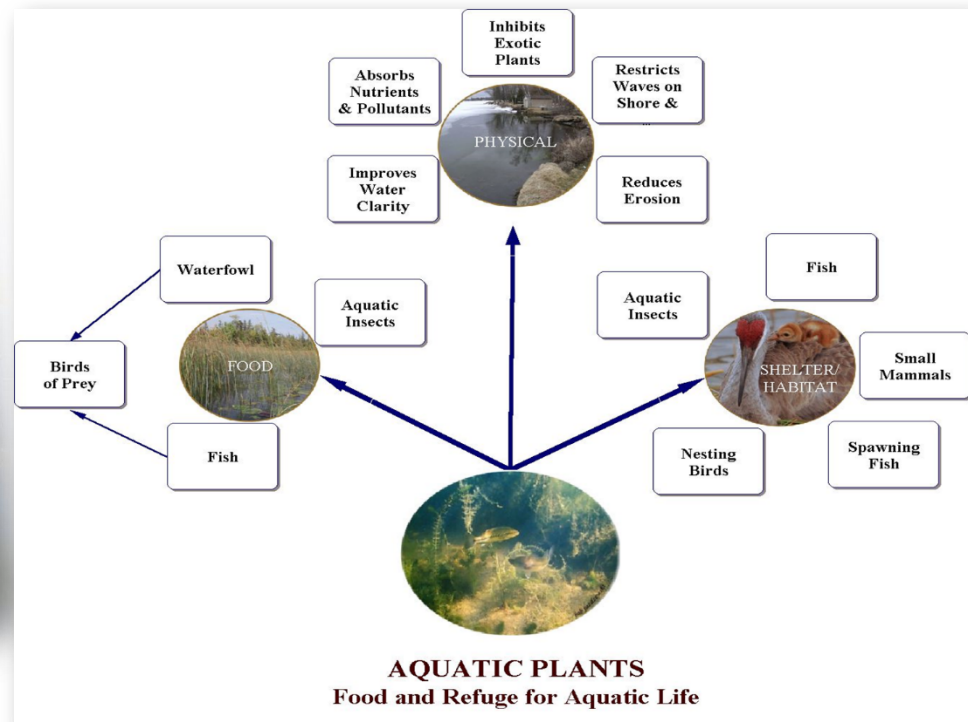 Inhibits
Exotic
Plants
Absorbs
Nutrients
& Pollutants
Restricts
Waves on
Shore &
...
PHYSICAL
Improves
Water
Clarity
Reduces
Erosion
Waterfowl
Aquatic
Insects
Birds
of Prey
FOOD
Fish
Aquatic
Insects
Fish
SHELTER/
HABITAT
Small
Mammals
Nesting
Birds
Spawning
Fish
AQUATIC PLANTS
Food and Refuge for Aquatic Life